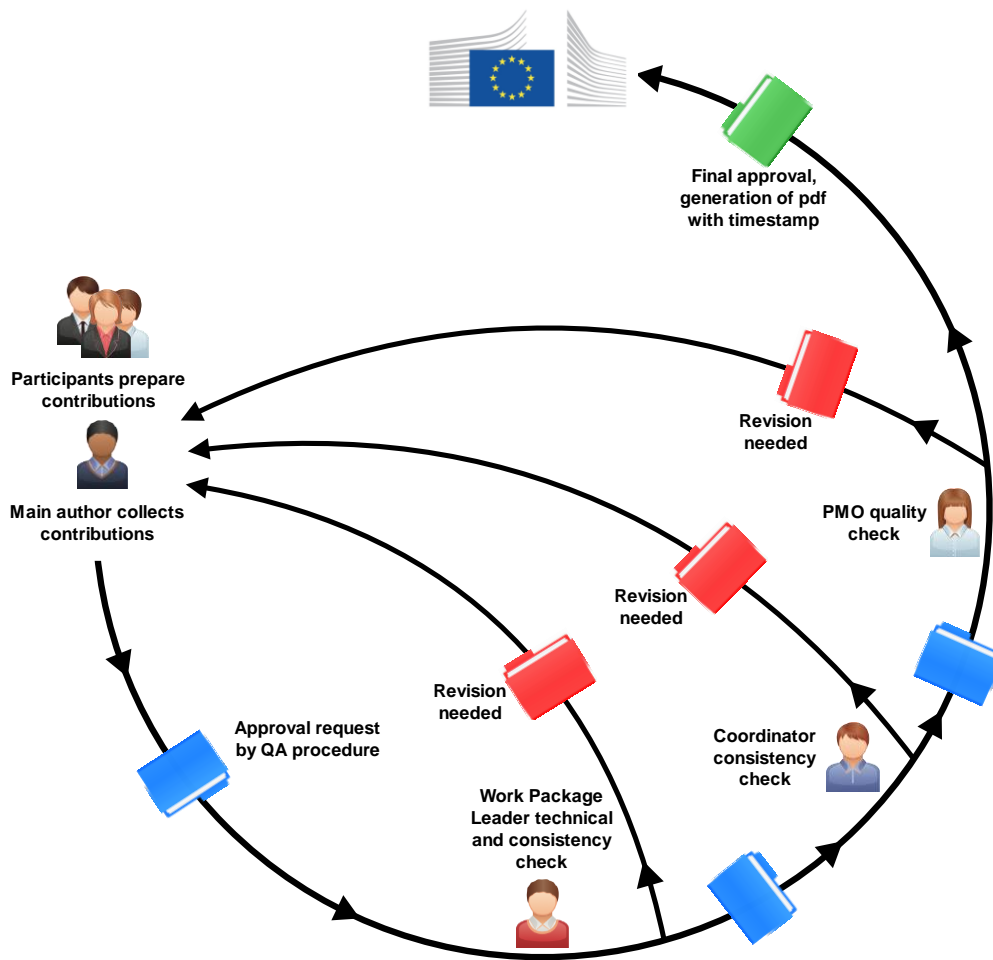 Final approval,
generation of pdf
with timestamp
Participants prepare
contributions
Revision
needed
Main author collects
contributions
PMO quality
check
Revision
needed
Revision
needed
Approval request
by QA procedure
Coordinator
consistency
check
Work Package
Leader technical
and consistency
check